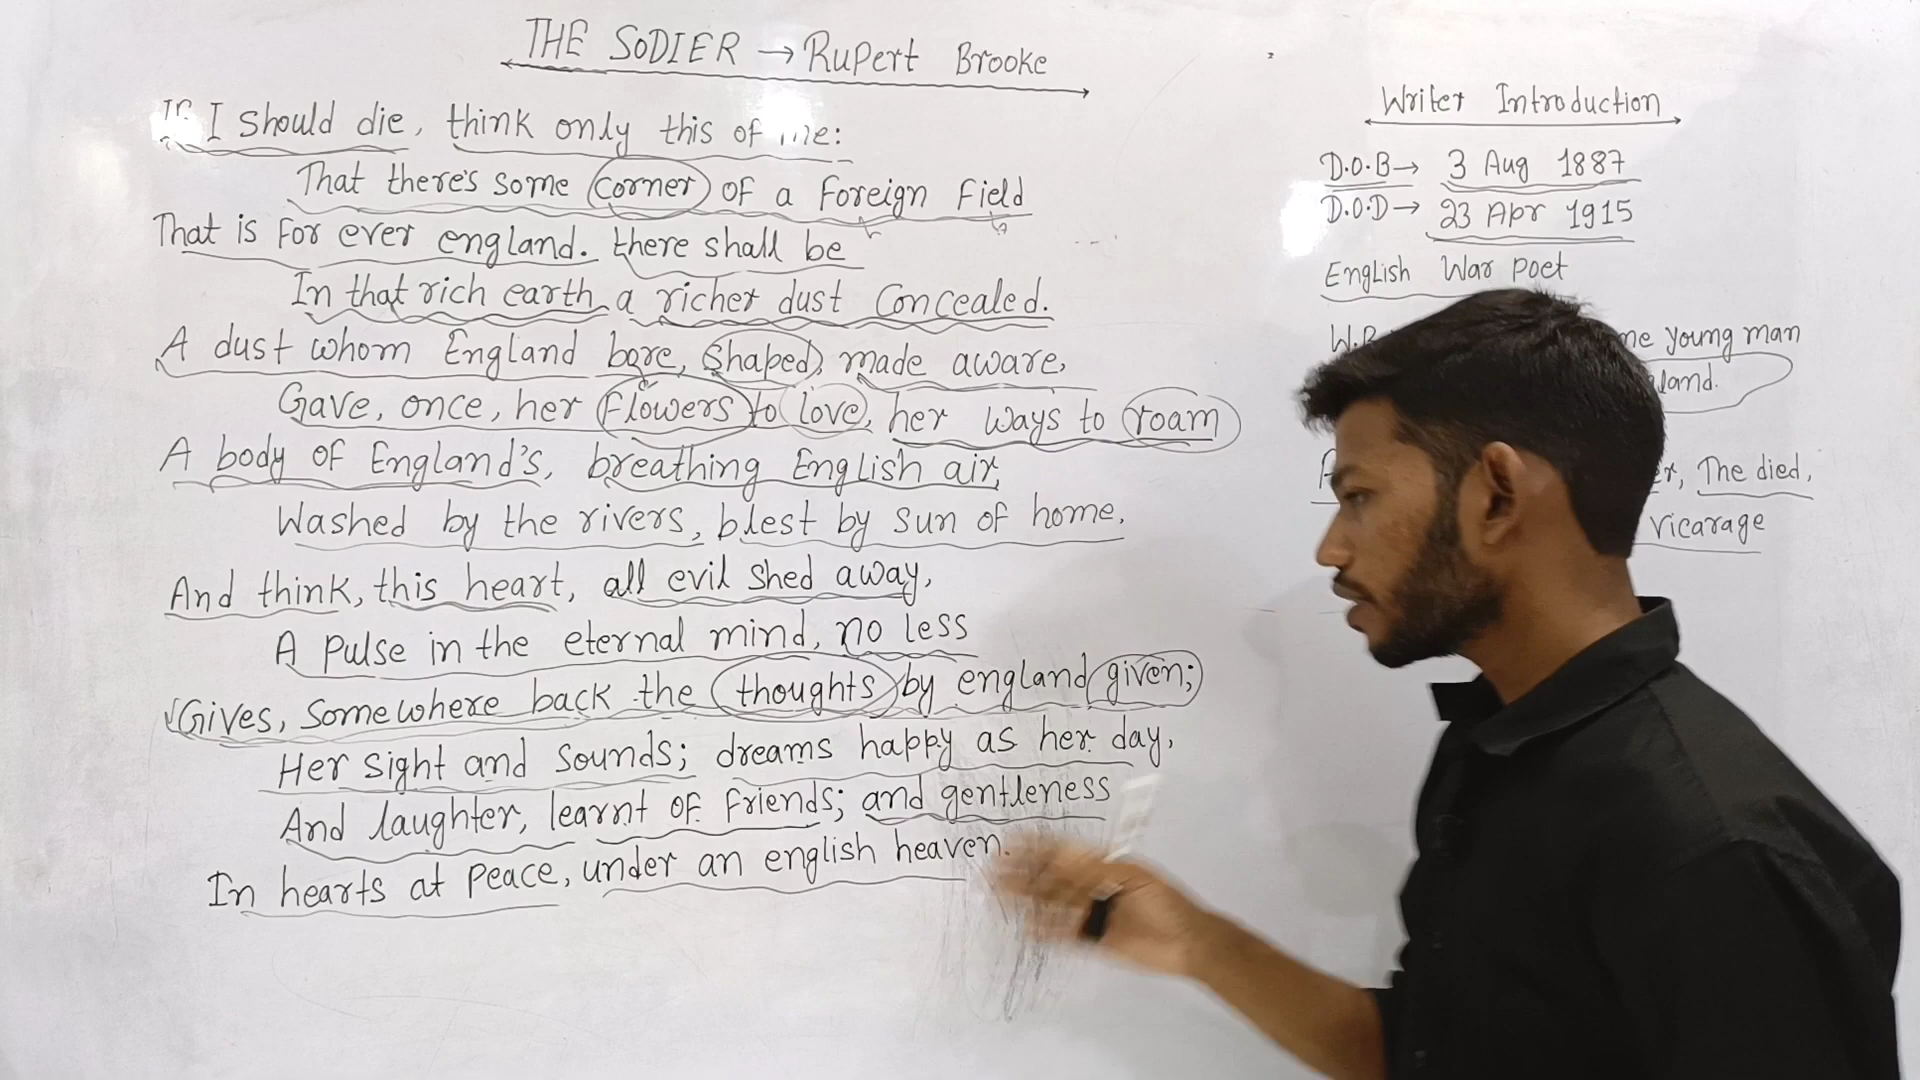 THE SODIER → Rupert Brooke
If I should die, think only this of me:
That there's some corner of a foreign field
That is for ever england. there shall be
In that rich earth a richer dust concealed.
A dust whom England bore, shaped, made aware,
Gave, once, her flowers to love, her ways to roam
A body of England's, breathing English air,
Washed by the rivers, blest by sun of home.
And think, this heart, all evil shed away,
A pulse in the eternal mind, no less
Gives, somewhere back the thoughts by england given;
Her sight and sounds; dreams happy as her day,
And laughter, learnt of friends; and gentleness
In hearts at peace, under an english heaven.
Writer Introduction
D.O.B → 3 Aug 1887
D.O.D → 23 Apr 1915
English War poet
W.B young man
The died,
Vicarage